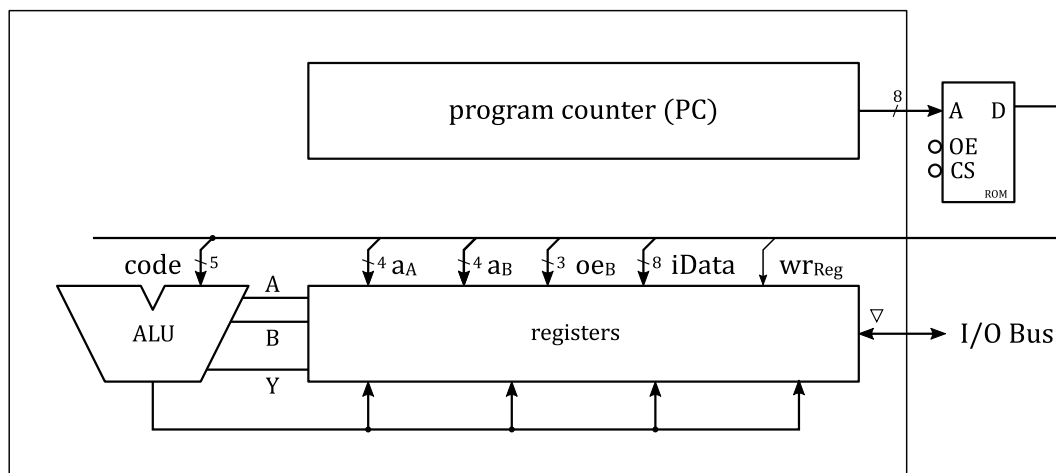 program counter (PC)
8
A D
OE
CS
ROM
code 5 4 aA 4 aB 3 oeB 8 iData wrReg
A
ALU
B
Y
registers
▽
I/O Bus